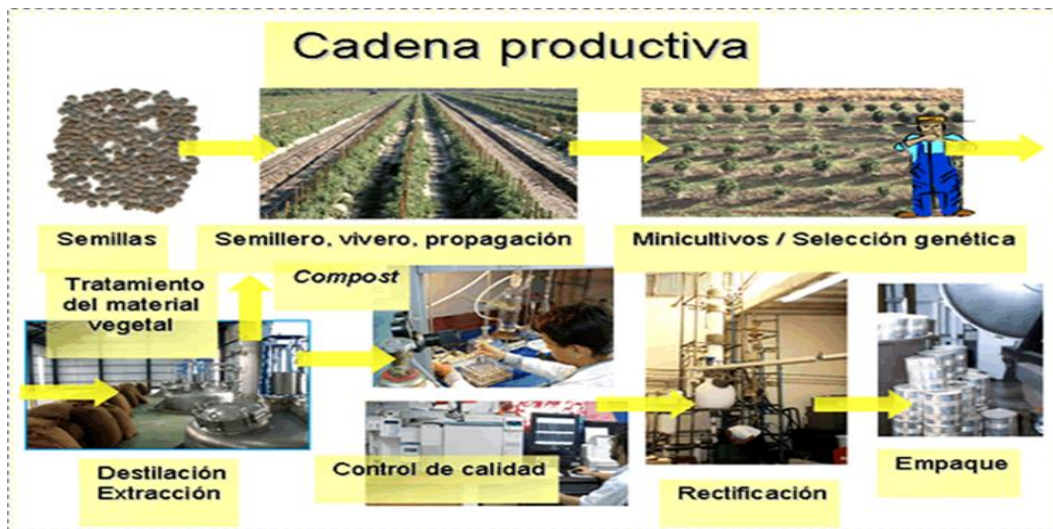 Cadena productiva
Semillas
Semillero, vivero, propagación
Minicultivos / Selección genética
Tratamiento
del material
vegetal
Compost
Destilación
Extracción
Control de calidad
Rectificación
Empaque